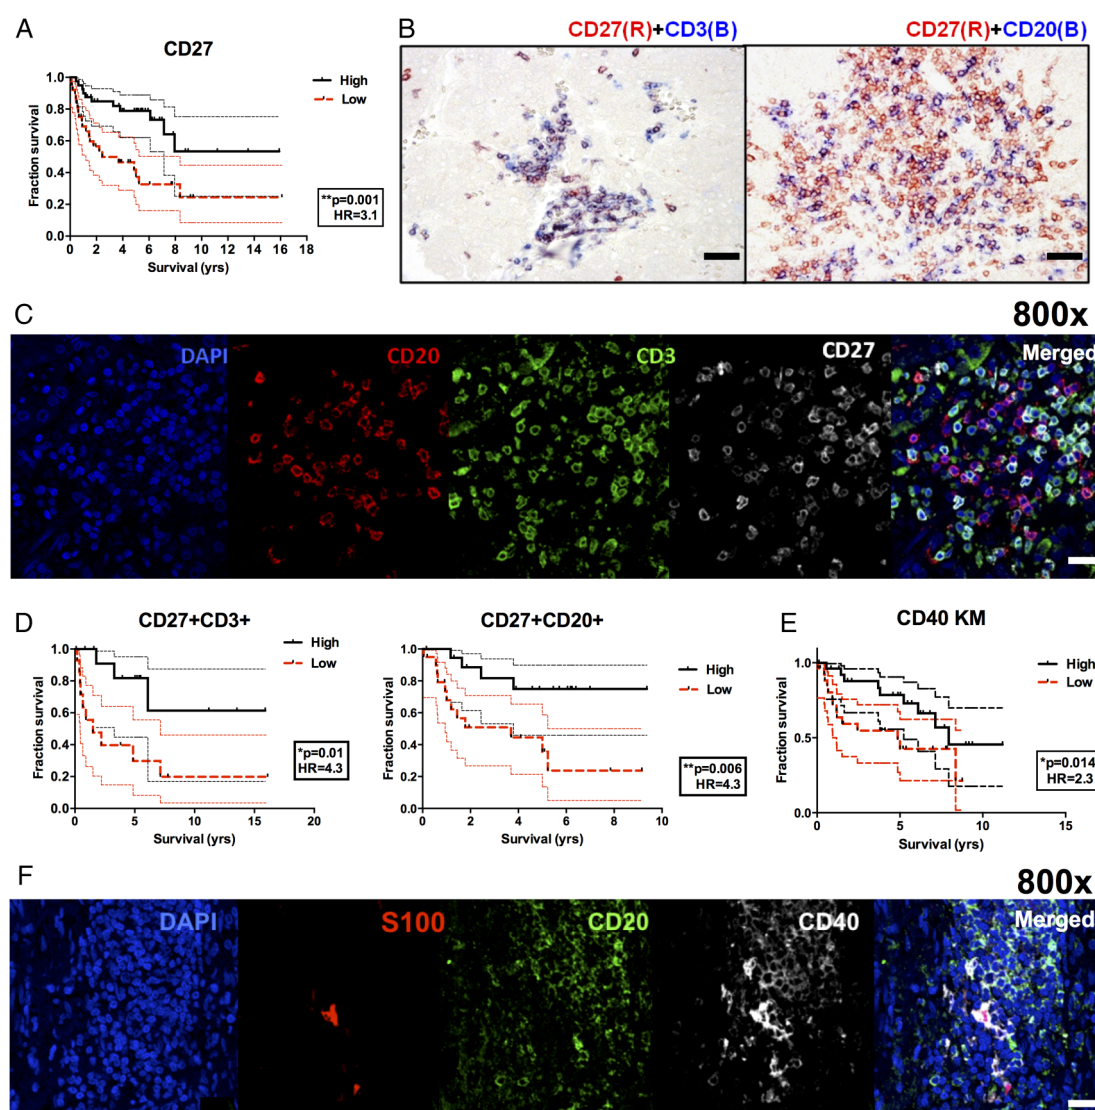 A
CD27
Fraction survival
1.0
0.8
0.6
0.4
0.2
0.0
0 2 4 6 8 10 12 14 16 18
Survival (yrs)
High
Low
**p=0.001
HR=3.1
B
CD27(R)+CD3(B)
CD27(R)+CD20(B)
C
800x
DAPI
CD20
CD3
CD27
Merged
D
CD27+CD3+
Fraction survival
1.0
0.8
0.6
0.4
0.2
0.0
0 5 10 15 20
Survival (yrs)
High
Low
*p=0.01
HR=4.3
CD27+CD20+
Fraction survival
1.0
0.8
0.6
0.4
0.2
0.0
0 2 4 6 8 10
Survival (yrs)
High
Low
**p=0.006
HR=4.3
E
CD40 KM
Fraction survival
1.0
0.5
0.0
0 5 10 15
Survival (yrs)
High
Low
*p=0.014
HR=2.3
F
800x
DAPI
S100
CD20
CD40
Merged